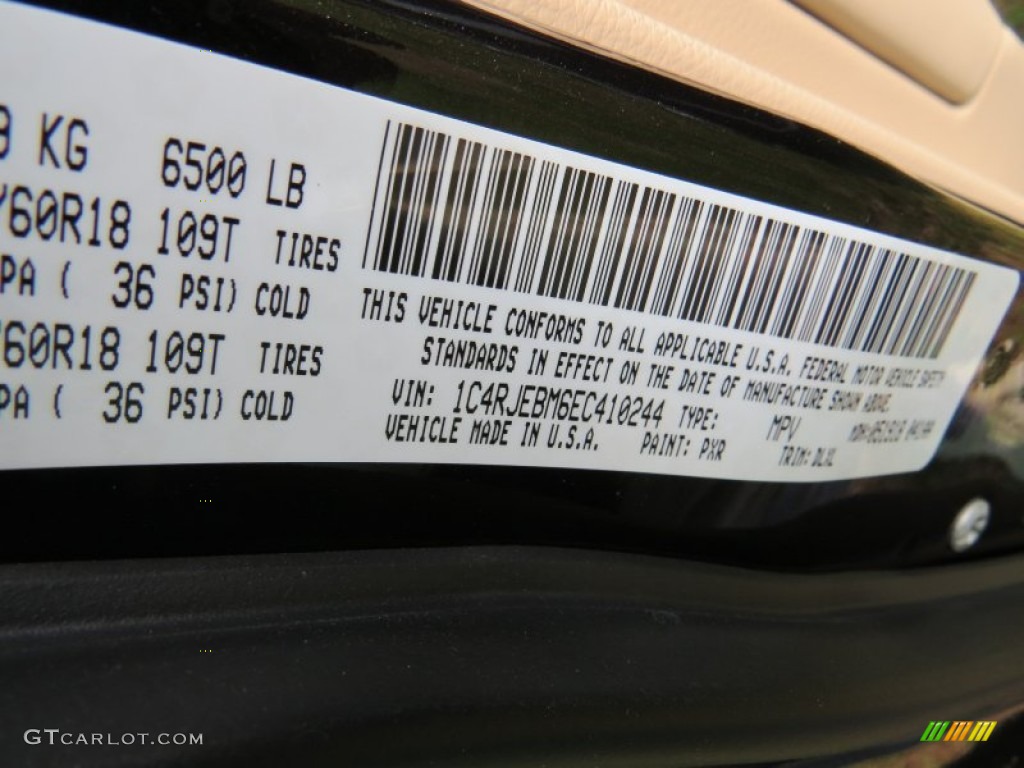 KG 6500 LB
60R18 109T TIRES
PA ( 36 PSI) COLD
60R18 109T TIRES
PA ( 36 PSI) COLD
THIS VEHICLE CONFORMS TO ALL APPLICABLE U.S.A. FEDERAL MOTOR VEHICLE SAFETY
STANDARDS IN EFFECT ON THE DATE OF MANUFACTURE SHOWN ABOVE.
VIN: 1C4RJEBM6EC410244 TYPE: MPV
VEHICLE MADE IN U.S.A. PAINT: PXR TRIM:
GTCARLOT.COM